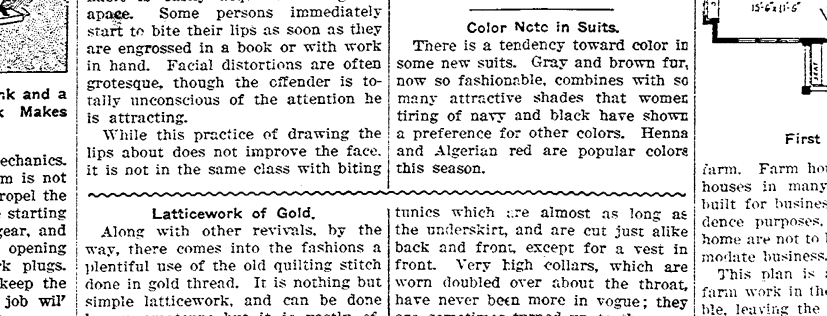 apace. Some persons immediately
start to bite their lips as soon as they
are engrossed in a book or with work
in hand. Facial distortions are often
grotesque, though the offender is to-
tally unconscious of the attention he
is attracting.
While this practice of drawing the
lips about does not improve the face,
it is not in the same class with biting
Color Note in Suits.
There is a tendency toward color in
some new suits. Gray and brown fur,
now so fashionable, combines with so
many attractive shades that women
tiring of navy and black have shown
a preference for other colors. Henna
and Algerian red are popular colors
this season.
Latticework of Gold.
Along with other revivals, by the
way, there comes into the fashions a
plentiful use of the old quilting stitch
done in gold thread. It is nothing but
simple latticework, and can be done
tunics which are almost as long as
the underskirt, and are cut just alike
back and front, except for a vest in
front. Very high collars, which are
worn doubled over about the throat,
have never been more in vogue; they
nk and a
Makes
echanics.
m is not
ropel the
starting
gear, and
opening
plugs.
keep the
job will
15'-6"x11'-5"
SEAT
First
farm. Farm
houses in many
built for
dence purposes,
home are not to
modate business.
This plan is
farm work in the
ble, leaving the